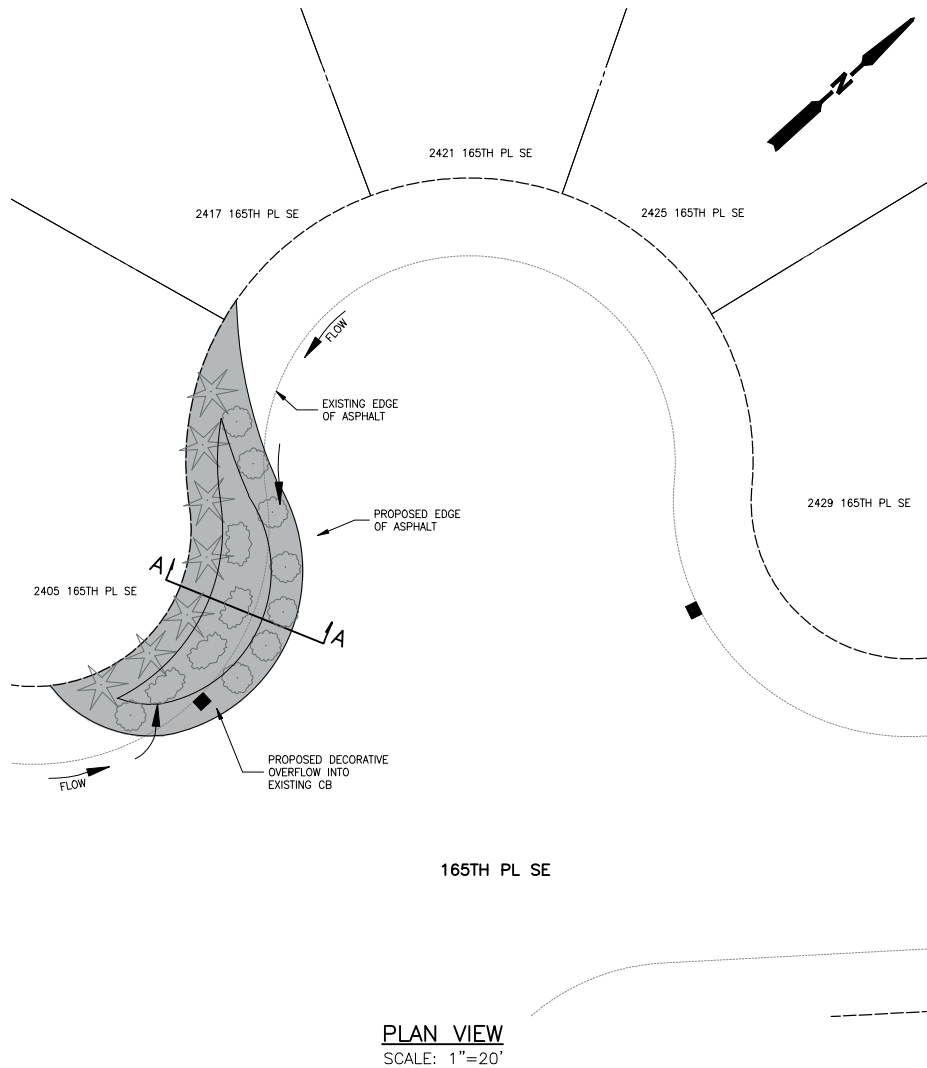 N
2421 165TH PL SE
2417 165TH PL SE
2425 165TH PL SE
FLOW
EXISTING EDGE
OF ASPHALT
PROPOSED EDGE
OF ASPHALT
2429 165TH PL SE
A
2405 165TH PL SE
A
PROPOSED DECORATIVE
OVERFLOW INTO
EXISTING CB
FLOW
165TH PL SE
PLAN VIEW
SCALE: 1"=20'